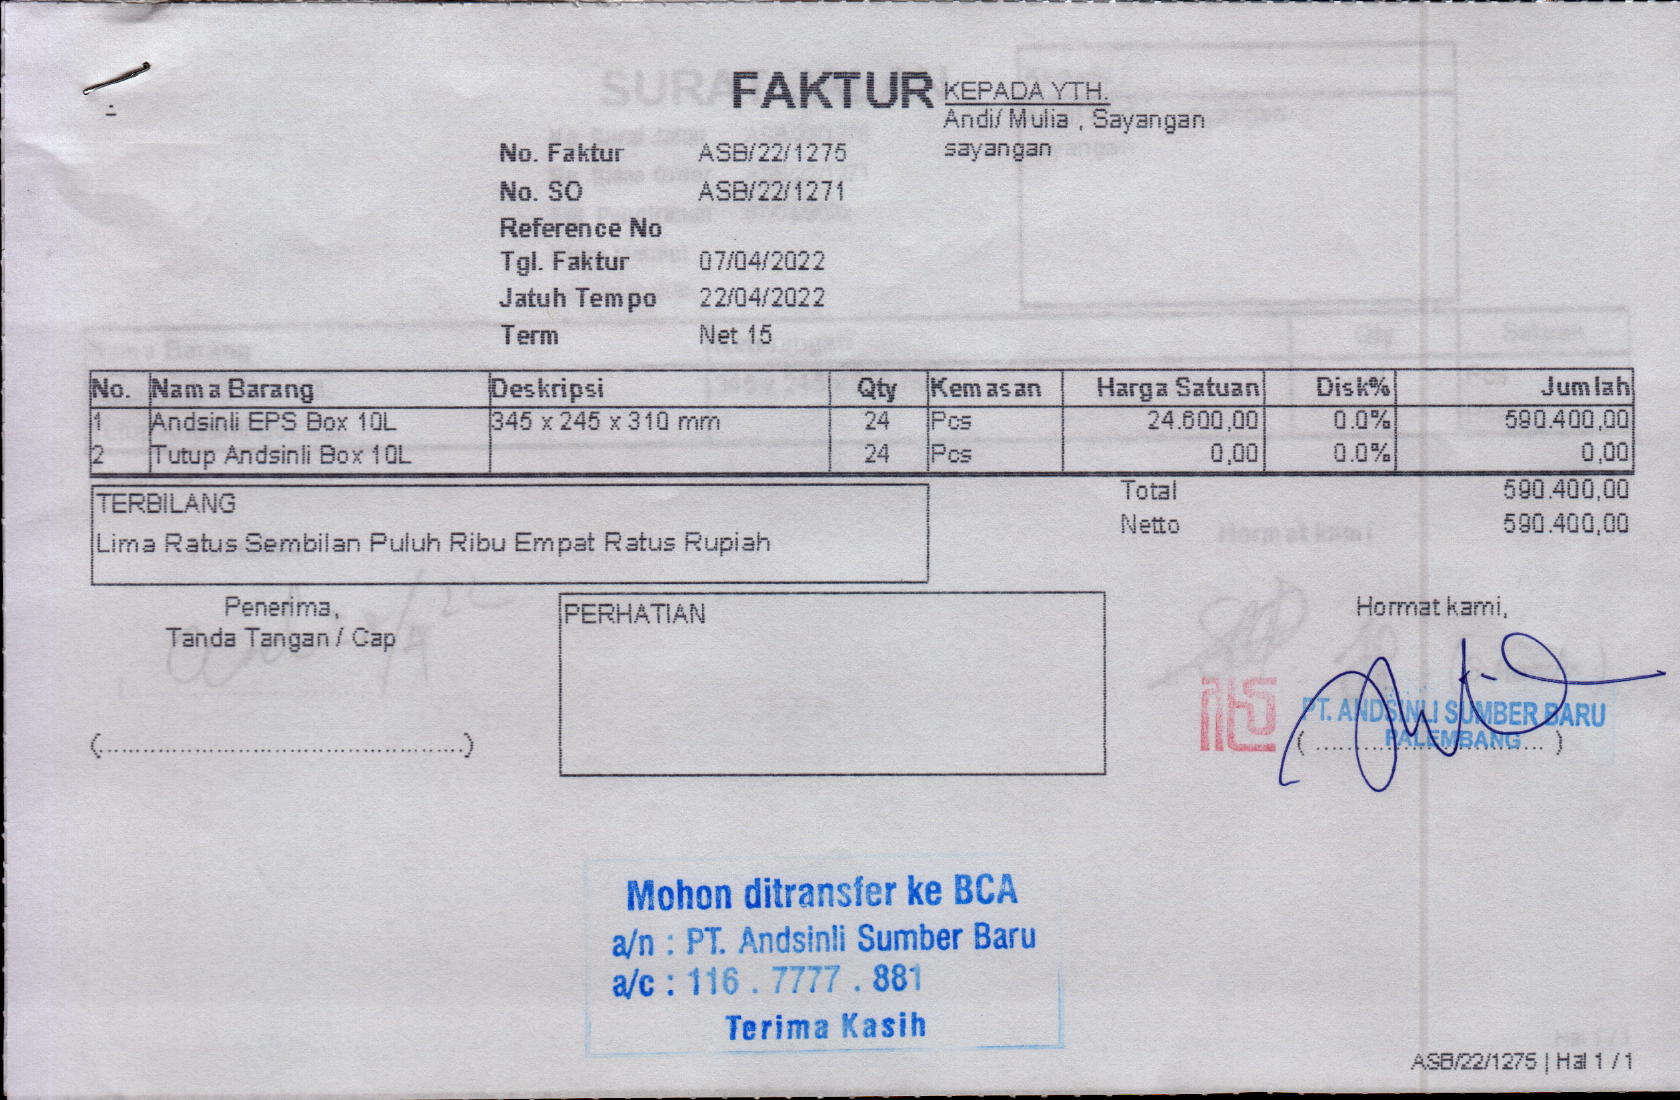 FAKTUR
KEPADA YTH.
Andi/ Mulia , Sayangan
sayangan
No. Faktur ASB/22/1275
No. SO ASB/22/1271
Reference No
Tgl. Faktur 07/04/2022
Jatuh Tempo 22/04/2022
Term Net 15
No. Nama Barang Deskripsi Qty Kemasan Harga Satuan Disk% Jumlah
1 Andsinli EPS Box 10L 345 x 245 x 310 mm 24 Pcs 24.600,00 0.0% 590.400,00
2 Tutup Andsinli Box 10L 24 Pcs 0,00 0.0% 0,00
Total 590.400,00
Netto 590.400,00
TERBILANG
Lima Ratus Sembilan Puluh Ribu Empat Ratus Rupiah
Penerima,
Tanda Tangan / Cap
(................................................)
PERHATIAN
Hormat kami,
PT. ANDSINLI SUMBER BARU
PALEMBANG
Mohon ditransfer ke BCA
a/n : PT. Andsinli Sumber Baru
a/c : 116 . 7777 . 881
Terima Kasih
ASB/22/1275 | Hal 1 / 1